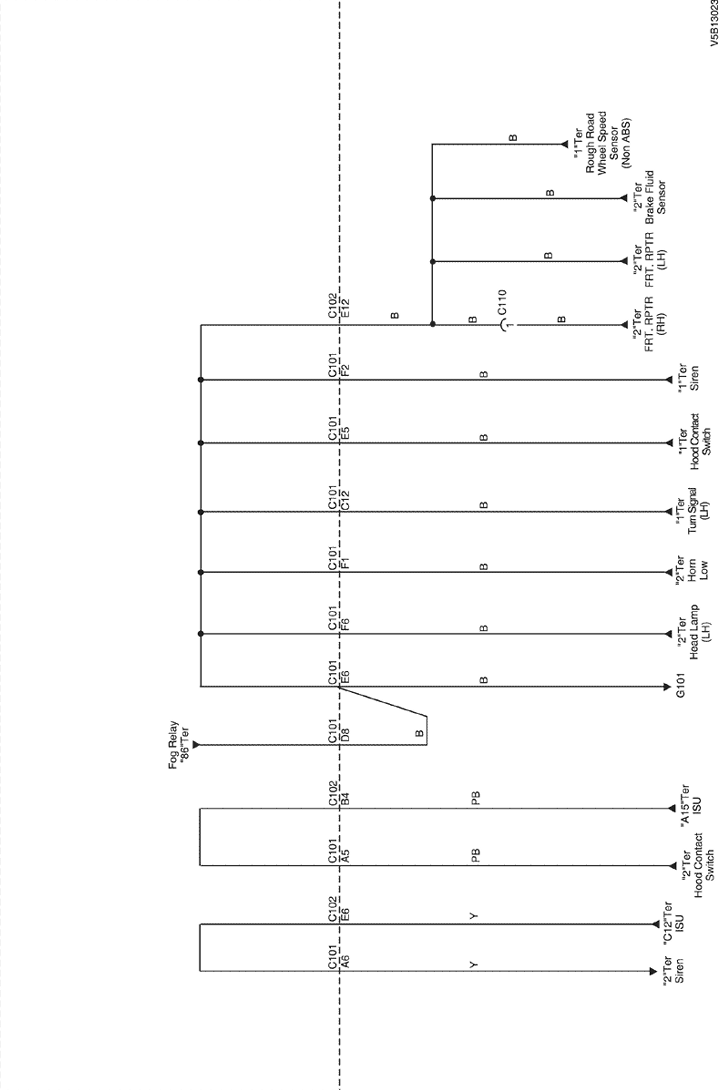 V5B13023
B
"1"Ter
Rough Road
Wheel Speed
Sensor
(Non ABS)
B
"2"Ter
Brake Fluid
Sensor
B
"2"Ter
FRT. RPTR
(LH)
C102
E12
B
B
C110
1
B
"2"Ter
FRT. RPTR
(RH)
C101
F2
B
"1"Ter
Siren
C101
E5
B
"1"Ter
Hood Contact
Switch
C101
C12
B
"1"Ter
Turn Signal
(LH)
C101
F1
B
"2"Ter
Horn
Low
C101
F6
B
"2"Ter
Head Lamp
(LH)
C101
E6
B
G101
Fog Relay
"86"Ter
C101
D8
B
C102
B4
PB
"A15"Ter
ISU
C101
A5
PB
"2"Ter
Hood Contact
Switch
C102
E6
Y
"C12"Ter
ISU
C101
A6
Y
"2"Ter
Siren